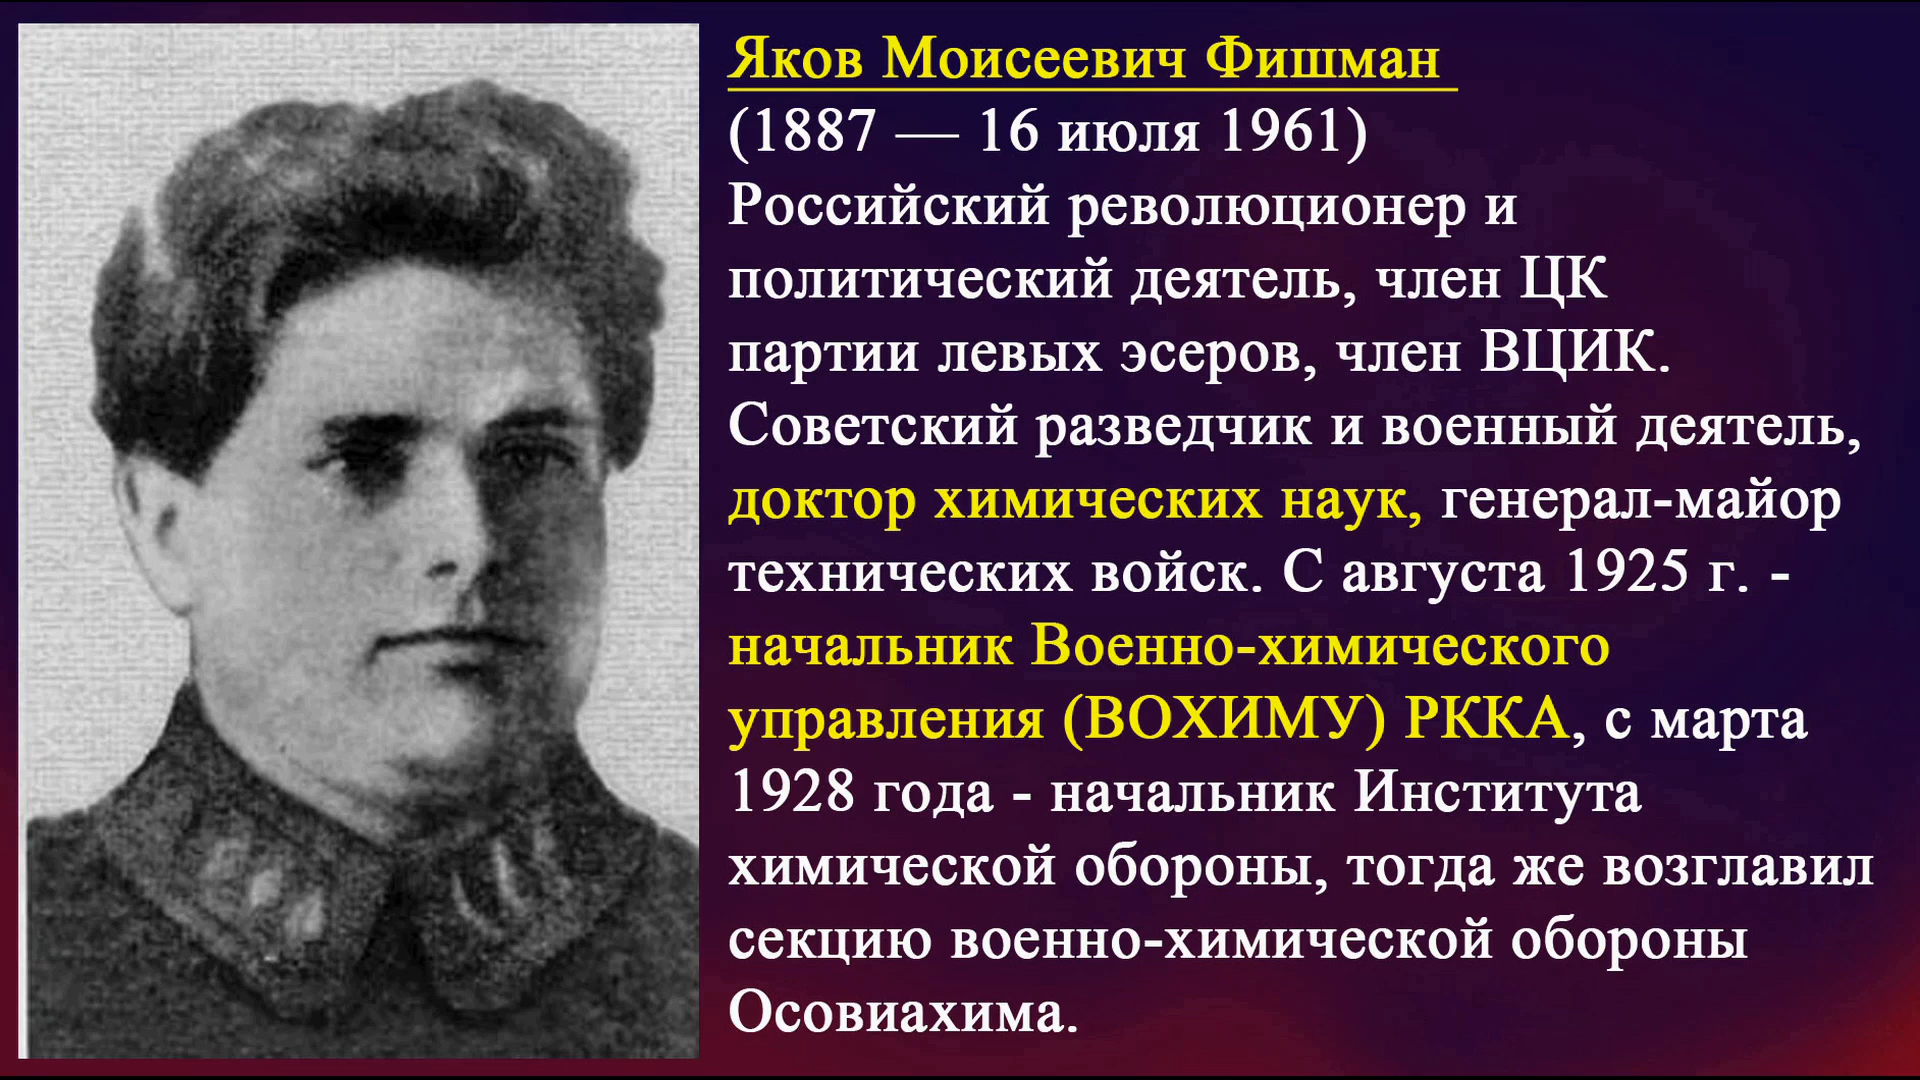 Яков Моисеевич Фишман
(1887 — 16 июля 1961)
Российский революционер и
политический деятель, член ЦК
партии левых эсеров, член ВЦИК.
Советский разведчик и военный деятель,
доктор химических наук, генерал-майор
технических войск. С августа 1925 г. -
начальник Военно-химического
управления (ВОХИМУ) РККА, с марта
1928 года - начальник Института
химической обороны, тогда же возглавил
секцию военно-химической обороны
Осовиахима.